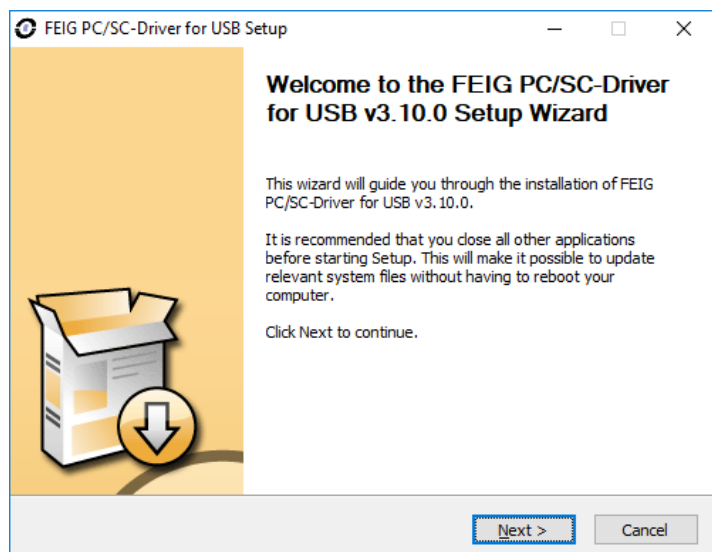 FEIG PC/SC-Driver for USB Setup
Welcome to the FEIG PC/SC-Driver
for USB v3.10.0 Setup Wizard
This wizard will guide you through the installation of FEIG
PC/SC-Driver for USB v3.10.0.
It is recommended that you close all other applications
before starting Setup. This will make it possible to update
relevant system files without having to reboot your
computer.
Click Next to continue.
Next >
Cancel